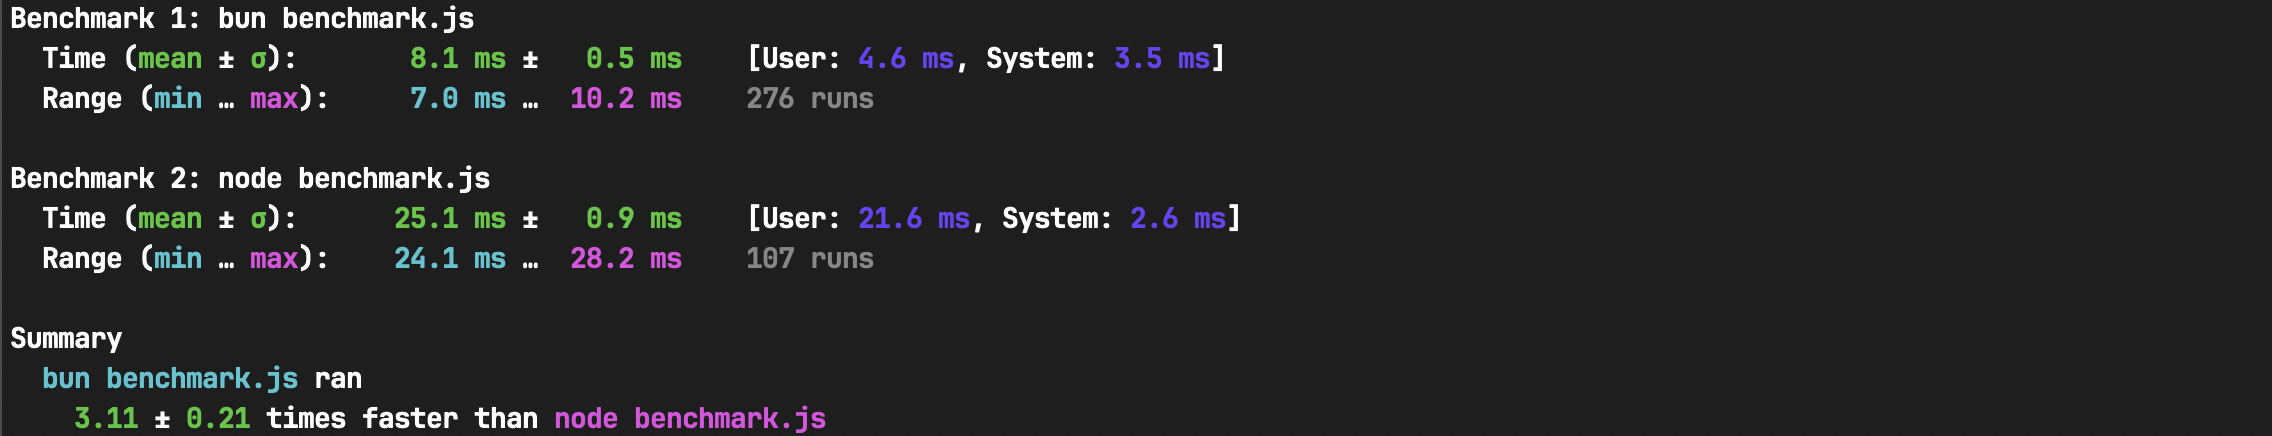 Benchmark 1: bun benchmark.js
Time (mean ± σ): 8.1 ms ± 0.5 ms [User: 4.6 ms, System: 3.5 ms]
Range (min … max): 7.0 ms … 10.2 ms 276 runs
Benchmark 2: node benchmark.js
Time (mean ± σ): 25.1 ms ± 0.9 ms [User: 21.6 ms, System: 2.6 ms]
Range (min … max): 24.1 ms … 28.2 ms 107 runs
Summary
bun benchmark.js ran
3.11 ± 0.21 times faster than node benchmark.js